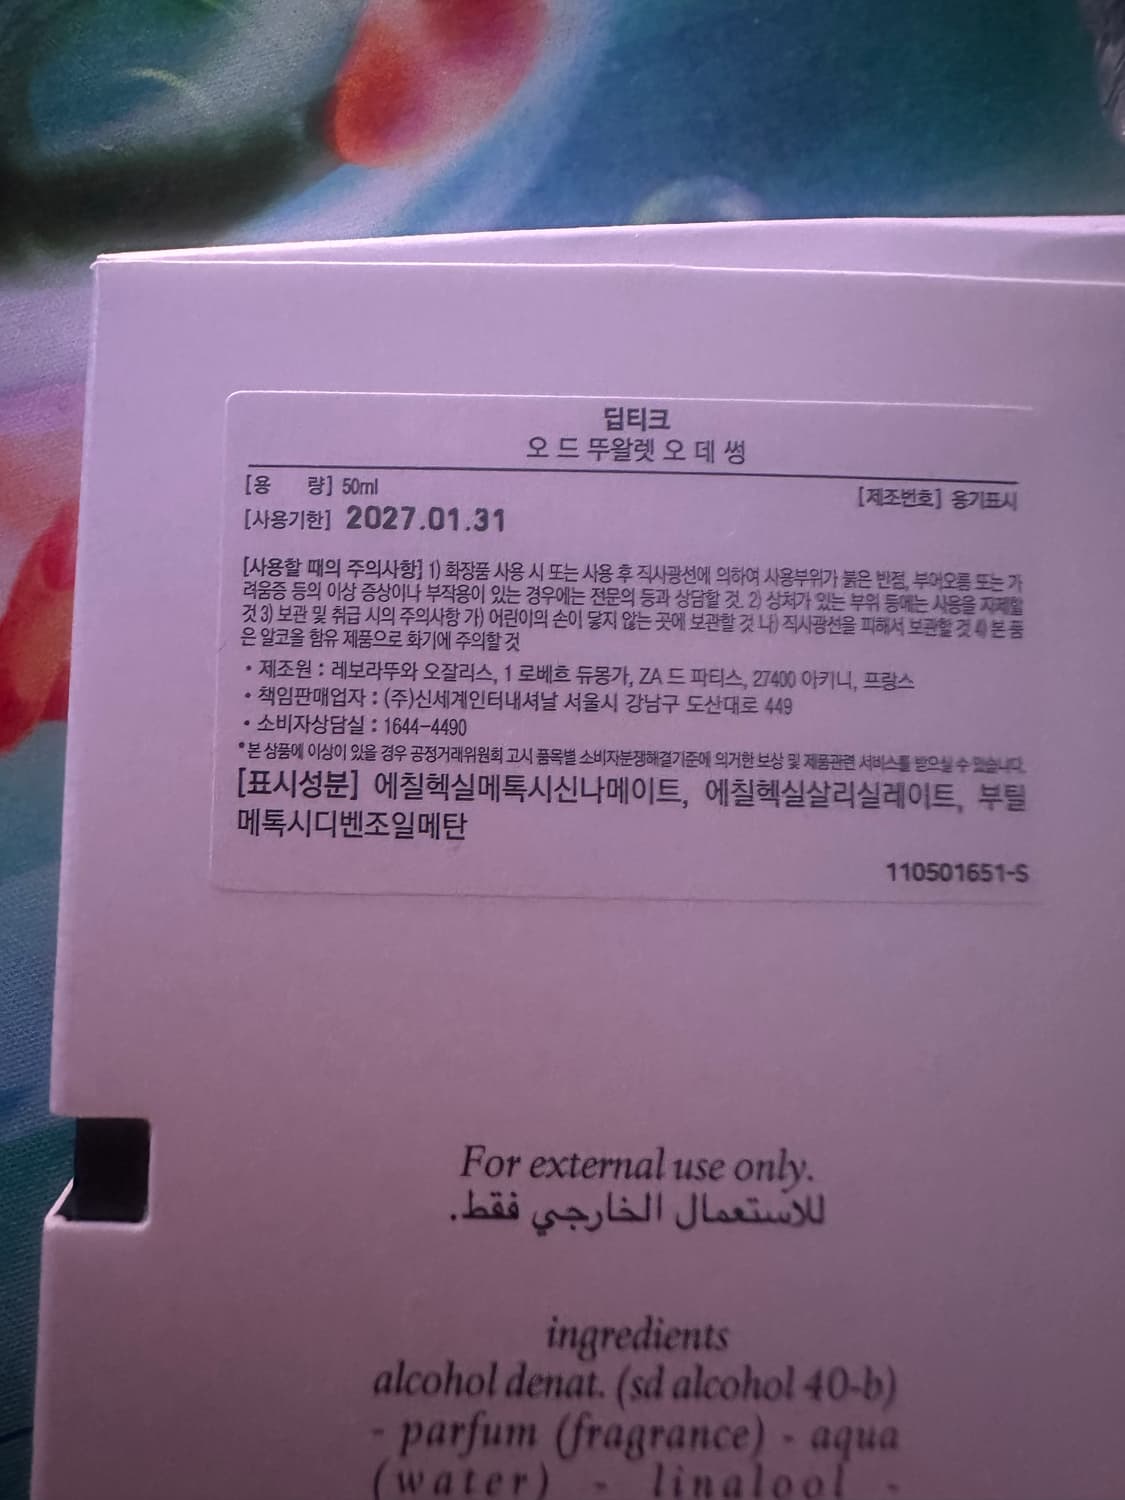 딥티크
오 드 뚜왈렛 오 데 썽
[용 량] 50ml
[제조번호] 용기표시
[사용기한] 2027.01.31
[사용할 때의 주의사항] 1) 화장품 사용 시 또는 사용 후 직사광선에 의하여 사용부위가 붉은 반점, 부어오름 또는 가
려움증 등의 이상 증상이나 부작용이 있는 경우에는 전문의 등과 상담할 것. 2) 상처가 있는 부위 등에는 사용을 자제할
것 3) 보관 및 취급 시의 주의사항 가) 어린이의 손이 닿지 않는 곳에 보관할 것 나) 직사광선을 피해서 보관할 것 4) 본 품
은 알코올 함유 제품으로 화기에 주의할 것
• 제조원 : 레보라뚜와 오잘리스, 1 로베흐 듀몽가, ZA 드 파티스, 27400 아키니, 프랑스
• 책임판매업자 : (주)신세계인터내셔날 서울시 강남구 도산대로 449
• 소비자상담실 : 1644-4490
*본 상품에 이상이 있을 경우 공정거래위원회 고시 품목별 소비자분쟁해결기준에 의거한 보상 및 제품관련 서비스를 받으실 수 있습니다.
[표시성분] 에칠헥실메톡시신나메이트, 에칠헥실살리실레이트, 부틸
메톡시디벤조일메탄
110501651-S
For external use only.
للاستعمال الخارجي فقط.
ingredients
alcohol denat. (sd alcohol 40-b)
- parfum (fragrance) - aqua
(water) - linalool -